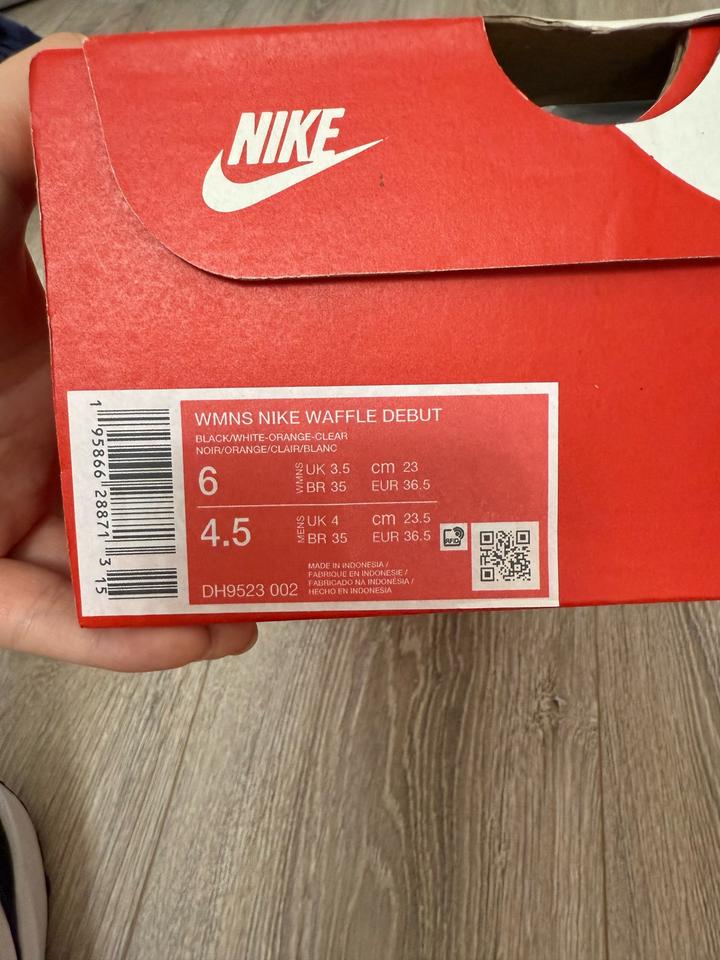 NIKE
WMNS NIKE WAFFLE DEBUT
BLACK/WHITE-ORANGE-CLEAR
NOIR/ORANGE/CLAIR/BLANC
6
WMNS
UK 3.5 cm 23
BR 35 EUR 36.5
4.5
MENS
UK 4 cm 23.5
BR 35 EUR 36.5
RFID
MADE IN INDONESIA /
FABRIQUE EN INDONESIE /
FABRICADO NA INDONÉSIA /
HECHO EN INDONESIA
DH9523 002
1 95866 28871 3 15